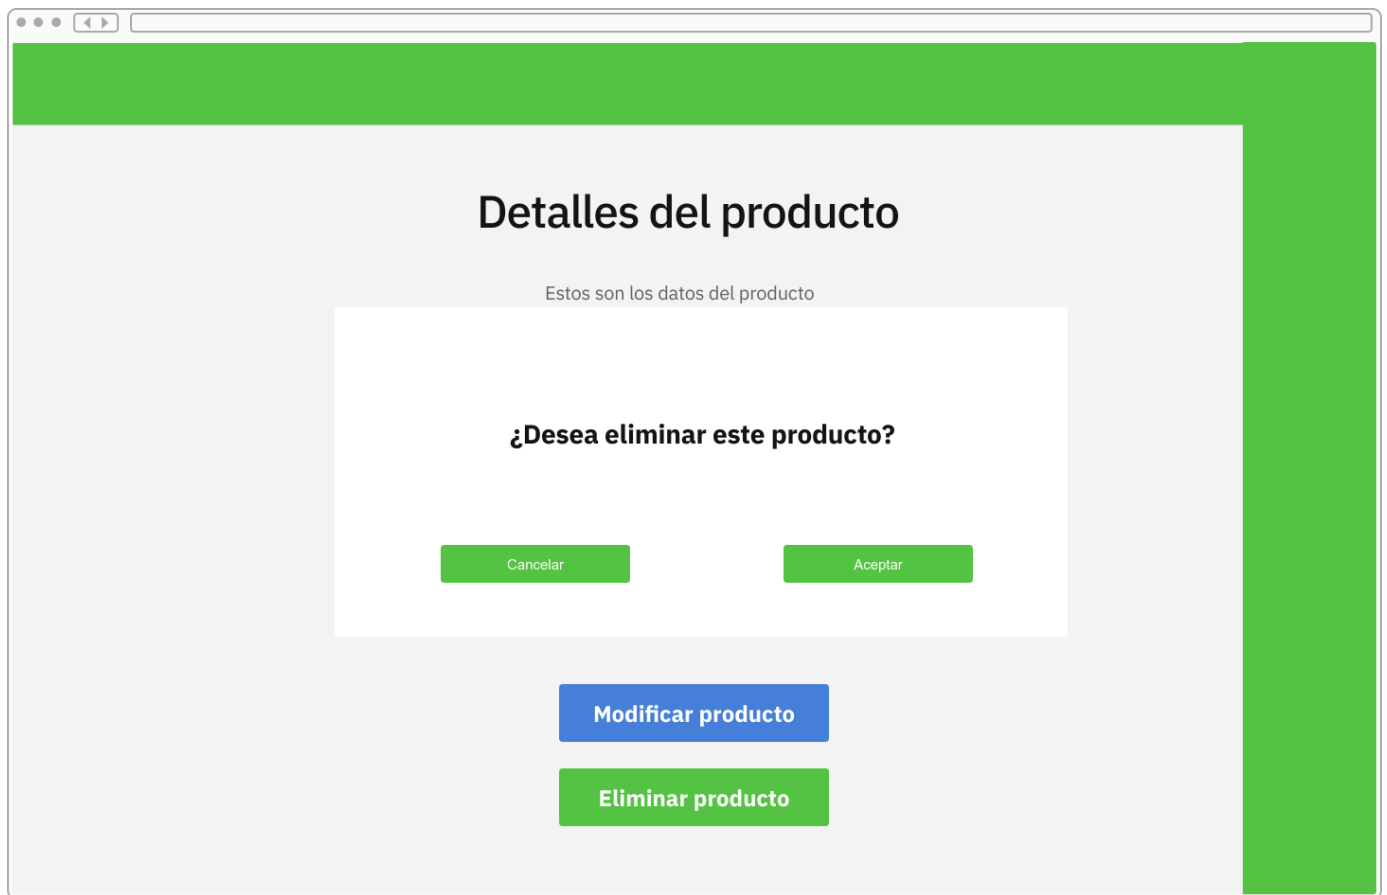 Detalles del producto
Estos son los datos del producto
¿Desea eliminar este producto?
Cancelar
Aceptar
Modificar producto
Eliminar producto